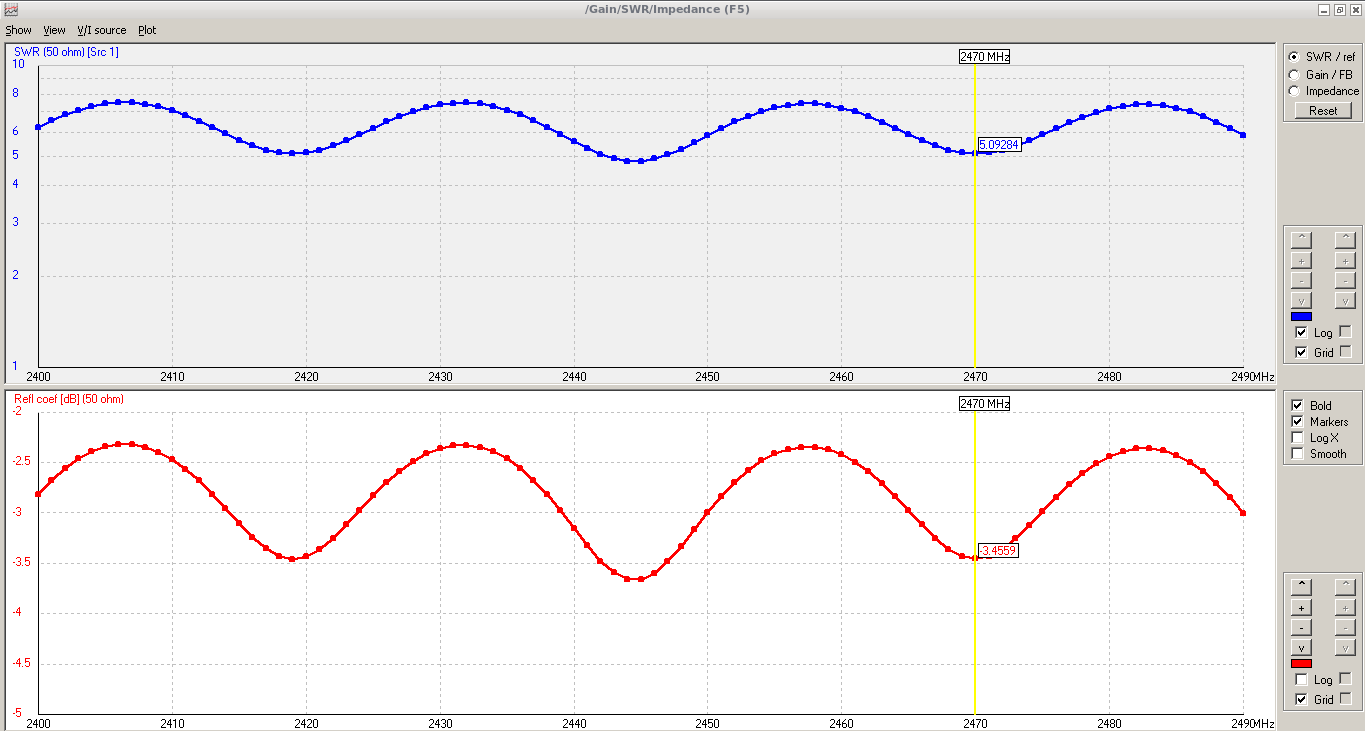 /Gain/SWR/Impedance (F5)
Show View V/I source Plot
SWR (50 ohm) [Src 1]
2470 MHz
10
8
6
5
4
3
2
1
5.09284
2400 2410 2420 2430 2440 2450 2460 2470 2480 2490MHz
SWR / ref
Gain / FB
Impedance
Reset
^ ^
+ +
- -
v v
Log
Grid
Refl coef [dB] (50 ohm)
2470 MHz
-2
-2.5
-3
-3.5
-4
-4.5
-5
-3.4559
2400 2410 2420 2430 2440 2450 2460 2470 2480 2490MHz
Bold
Markers
Log X
Smooth
^ ^
+ +
- -
v v
Log
Grid